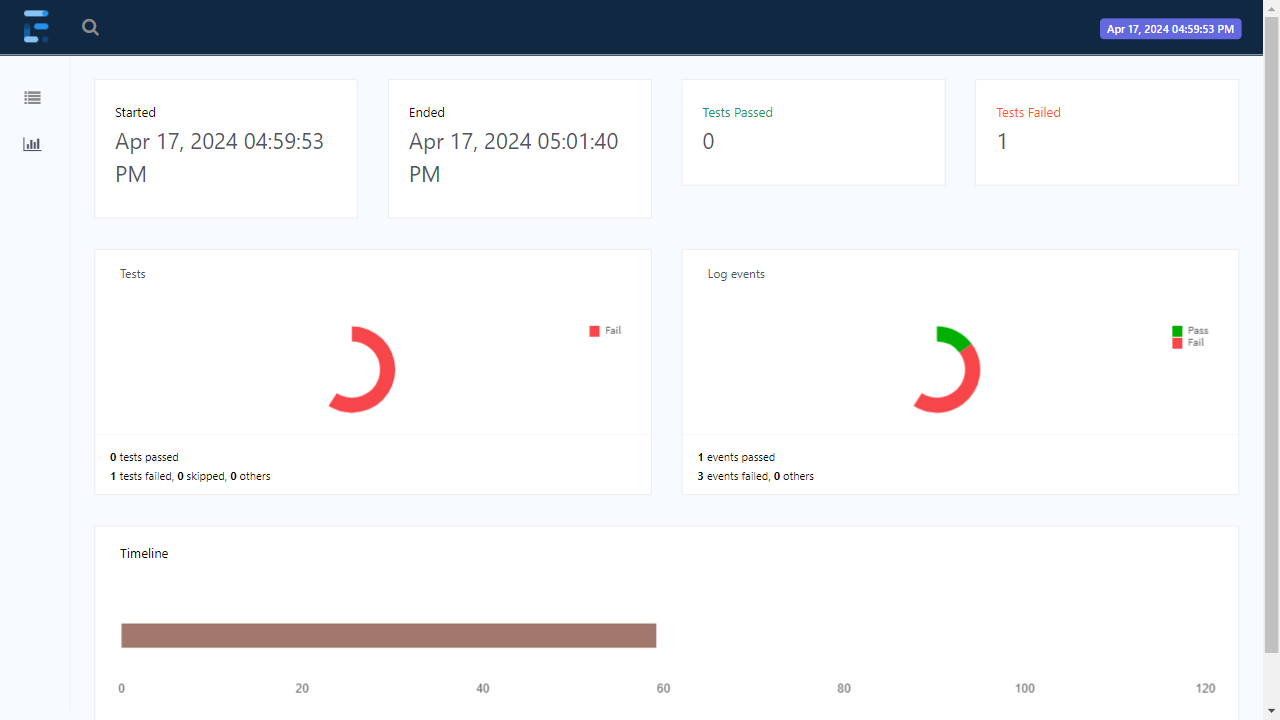 Apr 17, 2024 04:59:53 PM
Started
Apr 17, 2024 04:59:53
PM
Ended
Apr 17, 2024 05:01:40
PM
Tests Passed
0
Tests Failed
1
Tests
Fail
0 tests passed
1 tests failed, 0 skipped, 0 others
Log events
Pass
Fail
1 events passed
3 events failed, 0 others
Timeline
0 20 40 60 80 100 120